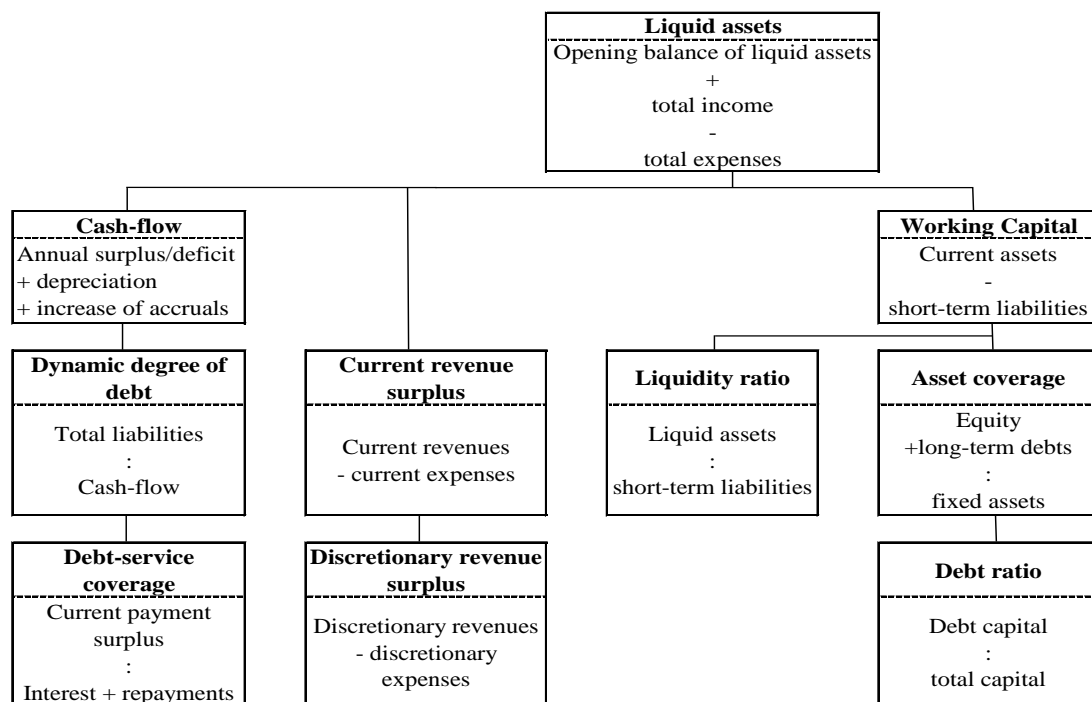 Liquid assets
Opening balance of liquid assets
+
total income
-
total expenses
Cash-flow
Annual surplus/deficit
+ depreciation
+ increase of accruals
Working Capital
Current assets
-
short-term liabilities
Dynamic degree of
debt
Total liabilities
:
Cash-flow
Current revenue
surplus
Current revenues
- current expenses
Liquidity ratio
Liquid assets
:
short-term liabilities
Asset coverage
Equity
+long-term debts
:
fixed assets
Debt-service
coverage
Current payment
surplus
:
Interest + repayments
Discretionary revenue
surplus
Discretionary revenues
- discretionary
expenses
Debt ratio
Debt capital
:
total capital